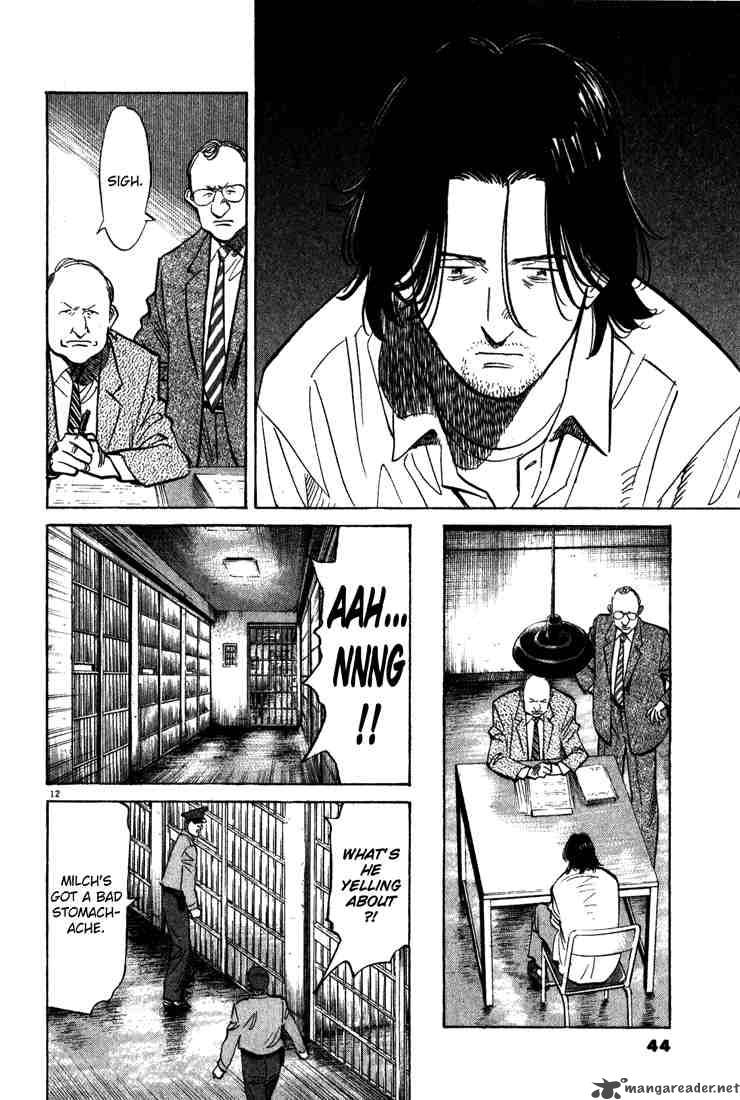 SIGH.
AAH...
NNNG
!!
WHAT'S
HE
YELLING
ABOUT
?!
MILCH'S
GOT A BAD
STOMACH-
ACHE.
12
44
mangareader.net